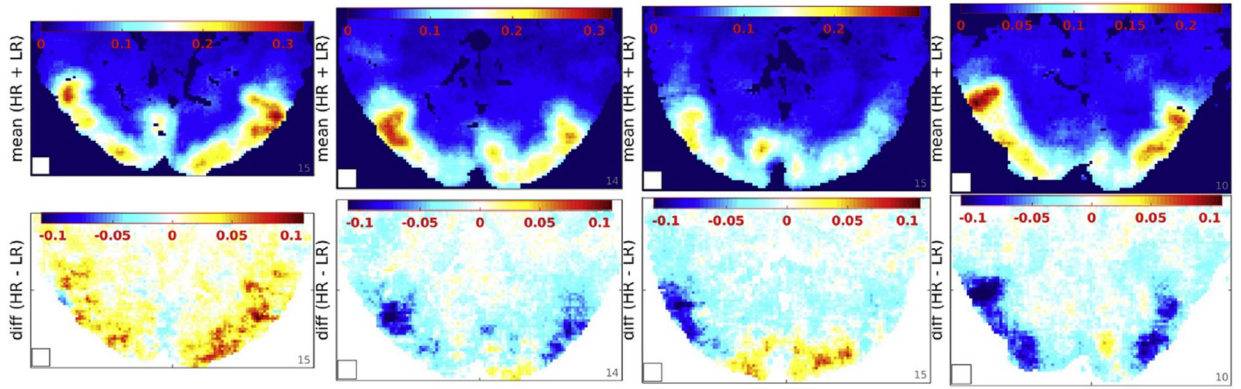 mean (HR + LR)
0 0.1 0.2 0.3
15
mean (HR + LR)
0 0.1 0.2 0.3
14
mean (HR + LR)
0 0.1 0.2
15
mean (HR + LR)
0 0.05 0.1 0.15 0.2
10
diff (HR - LR)
-0.1 -0.05 0 0.05 0.1
15
diff (HR - LR)
-0.1 -0.05 0 0.05 0.1
14
diff (HR - LR)
-0.1 -0.05 0 0.05 0.1
15
diff (HR - LR)
-0.1 -0.05 0 0.05 0.1
10